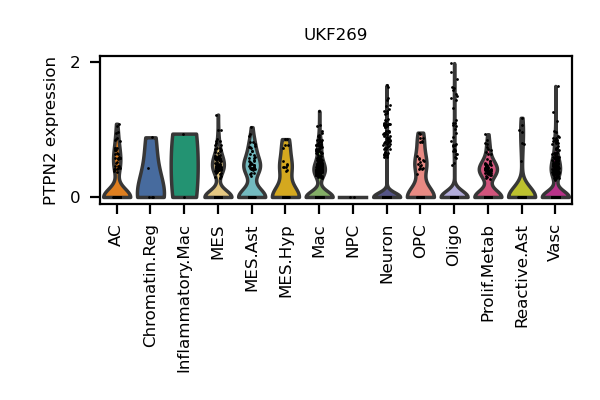 UKF269
PTPN2 expression
2
0
AC
Chromatin.Reg
Inflammatory.Mac
MES
MES.Ast
MES.Hyp
Mac
NPC
Neuron
OPC
Oligo
Prolif.Metab
Reactive.Ast
Vasc